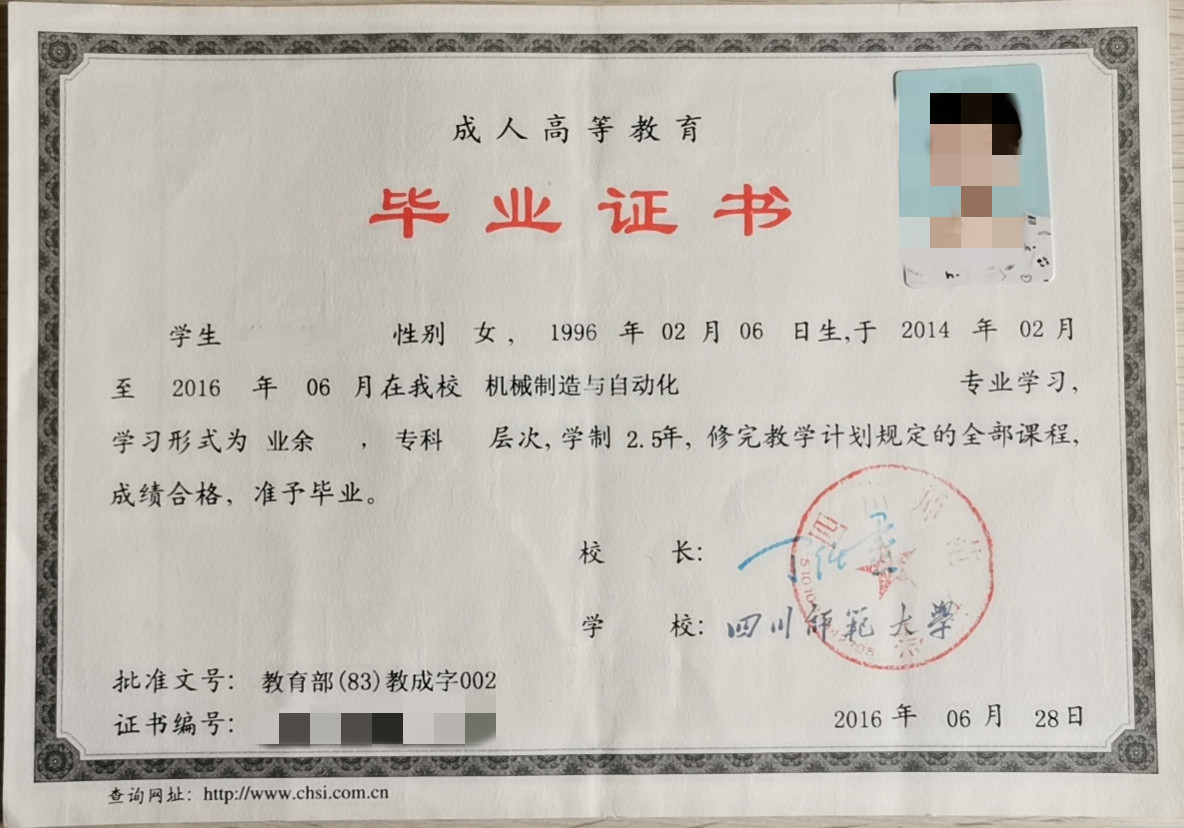 成人高等教育
毕业证书
学生 性别 女, 1996 年 02 月 06 日生,于 2014 年 02 月
至 2016 年 06 月在我校 机械制造与自动化 专业学习,
学习形式为 业余 , 专科 层次, 学制 2.5年, 修完教学计划规定的全部课程,
成绩合格, 准予毕业。
校 长:
学 校: 四川師範大學
批准文号: 教育部(83)教成字002
证书编号:
2016 年 06 月 28日
查询网址: http://www.chsi.com.cn